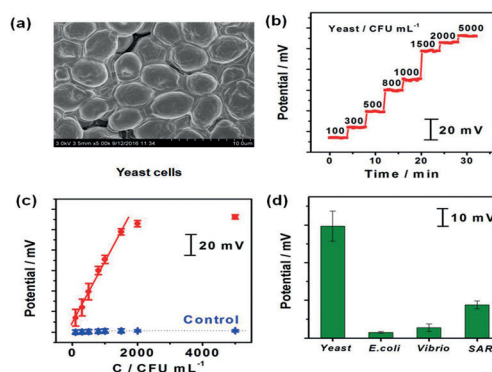 (a)
3.0kV 3.5mm x5.00k 9/12/2016 11:34 10.0um
Yeast cells
(b)
Yeast / CFU mL-1
Potential / mV
100
300
500
800
1000
1500
2000
5000
20 mV
0 10 20 30
Time / min
(c)
Potential / mV
20 mV
Control
0 2000 4000
C / CFU mL-1
(d)
Potential / mV
10 mV
Yeast E.coli Vibrio SAR